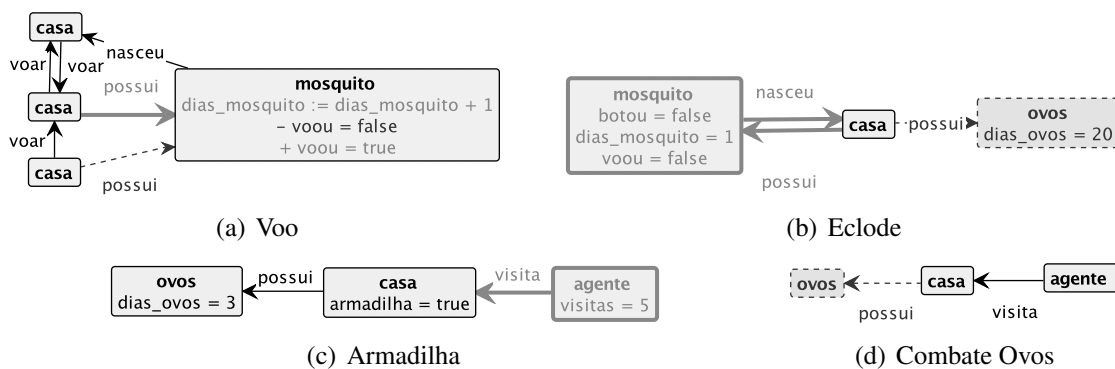 casa
nasceu
voar
voar
possui
mosquito
dias_mosquito := dias_mosquito + 1
casa
− voou = false
+ voou = true
voar
casa
possui
(a) Voo
mosquito
botou = false
dias_mosquito = 1
voou = false
nasceu
casa
possui
ovos
dias_ovos = 20
possui
(b) Eclode
ovos
dias_ovos = 3
possui
casa
armadilha = true
visita
agente
visitas = 5
(c) Armadilha
ovos
casa
agente
possui
visita
(d) Combate Ovos